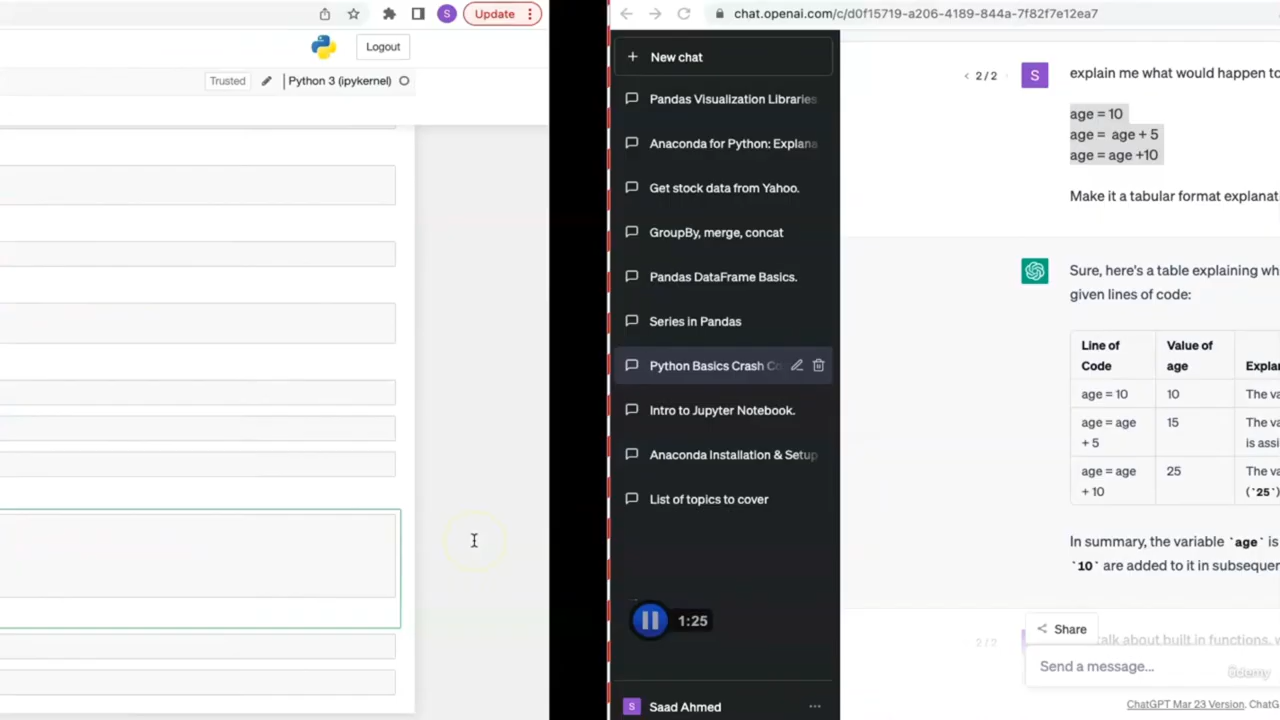 Update
Logout
Trusted
Python 3 (ipykernel)
chat.openai.com/c/d0f15719-a206-4189-844a-7f82f7e12ea7
+ New chat
Pandas Visualization Libraries
Anaconda for Python: Explana
Get stock data from Yahoo.
GroupBy, merge, concat
Pandas DataFrame Basics.
Series in Pandas
Python Basics Crash Co
Intro to Jupyter Notebook.
Anaconda Installation & Setup
List of topics to cover
1:25
S Saad Ahmed ...
< 2 / 2 S explain me what would happen to
age = 10
age = age + 5
age = age +10
Make it a tabular format explanat
Sure, here's a table explaining wh
given lines of code:
Line of Code Value of age Expla
age = 10 10 The va
age = age + 5 15 The va
is assi
age = age + 10 25 The va
(`25`)
In summary, the variable `age` is
`10` are added to it in subsequen
Share
2 / 2 talk about built in functions, w
Send a message...
ûdemy
ChatGPT Mar 23 Version. ChatG